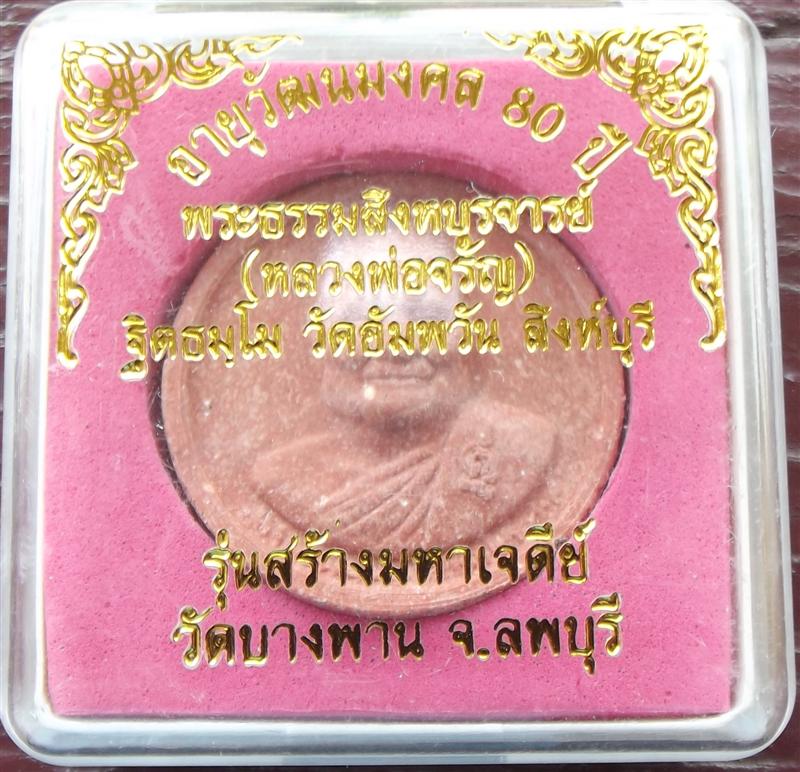 อายุวัฒนมงคล 80 ปี
พระธรรมสิงหบุรจารย์
(หลวงพ่อจรัญ)
ฐิตธมฺโม วัดอัมพวัน สิงห์บุรี
รุ่นสร้างมหาเจดีย์
วัดบางพาน จ.ลพบุรี